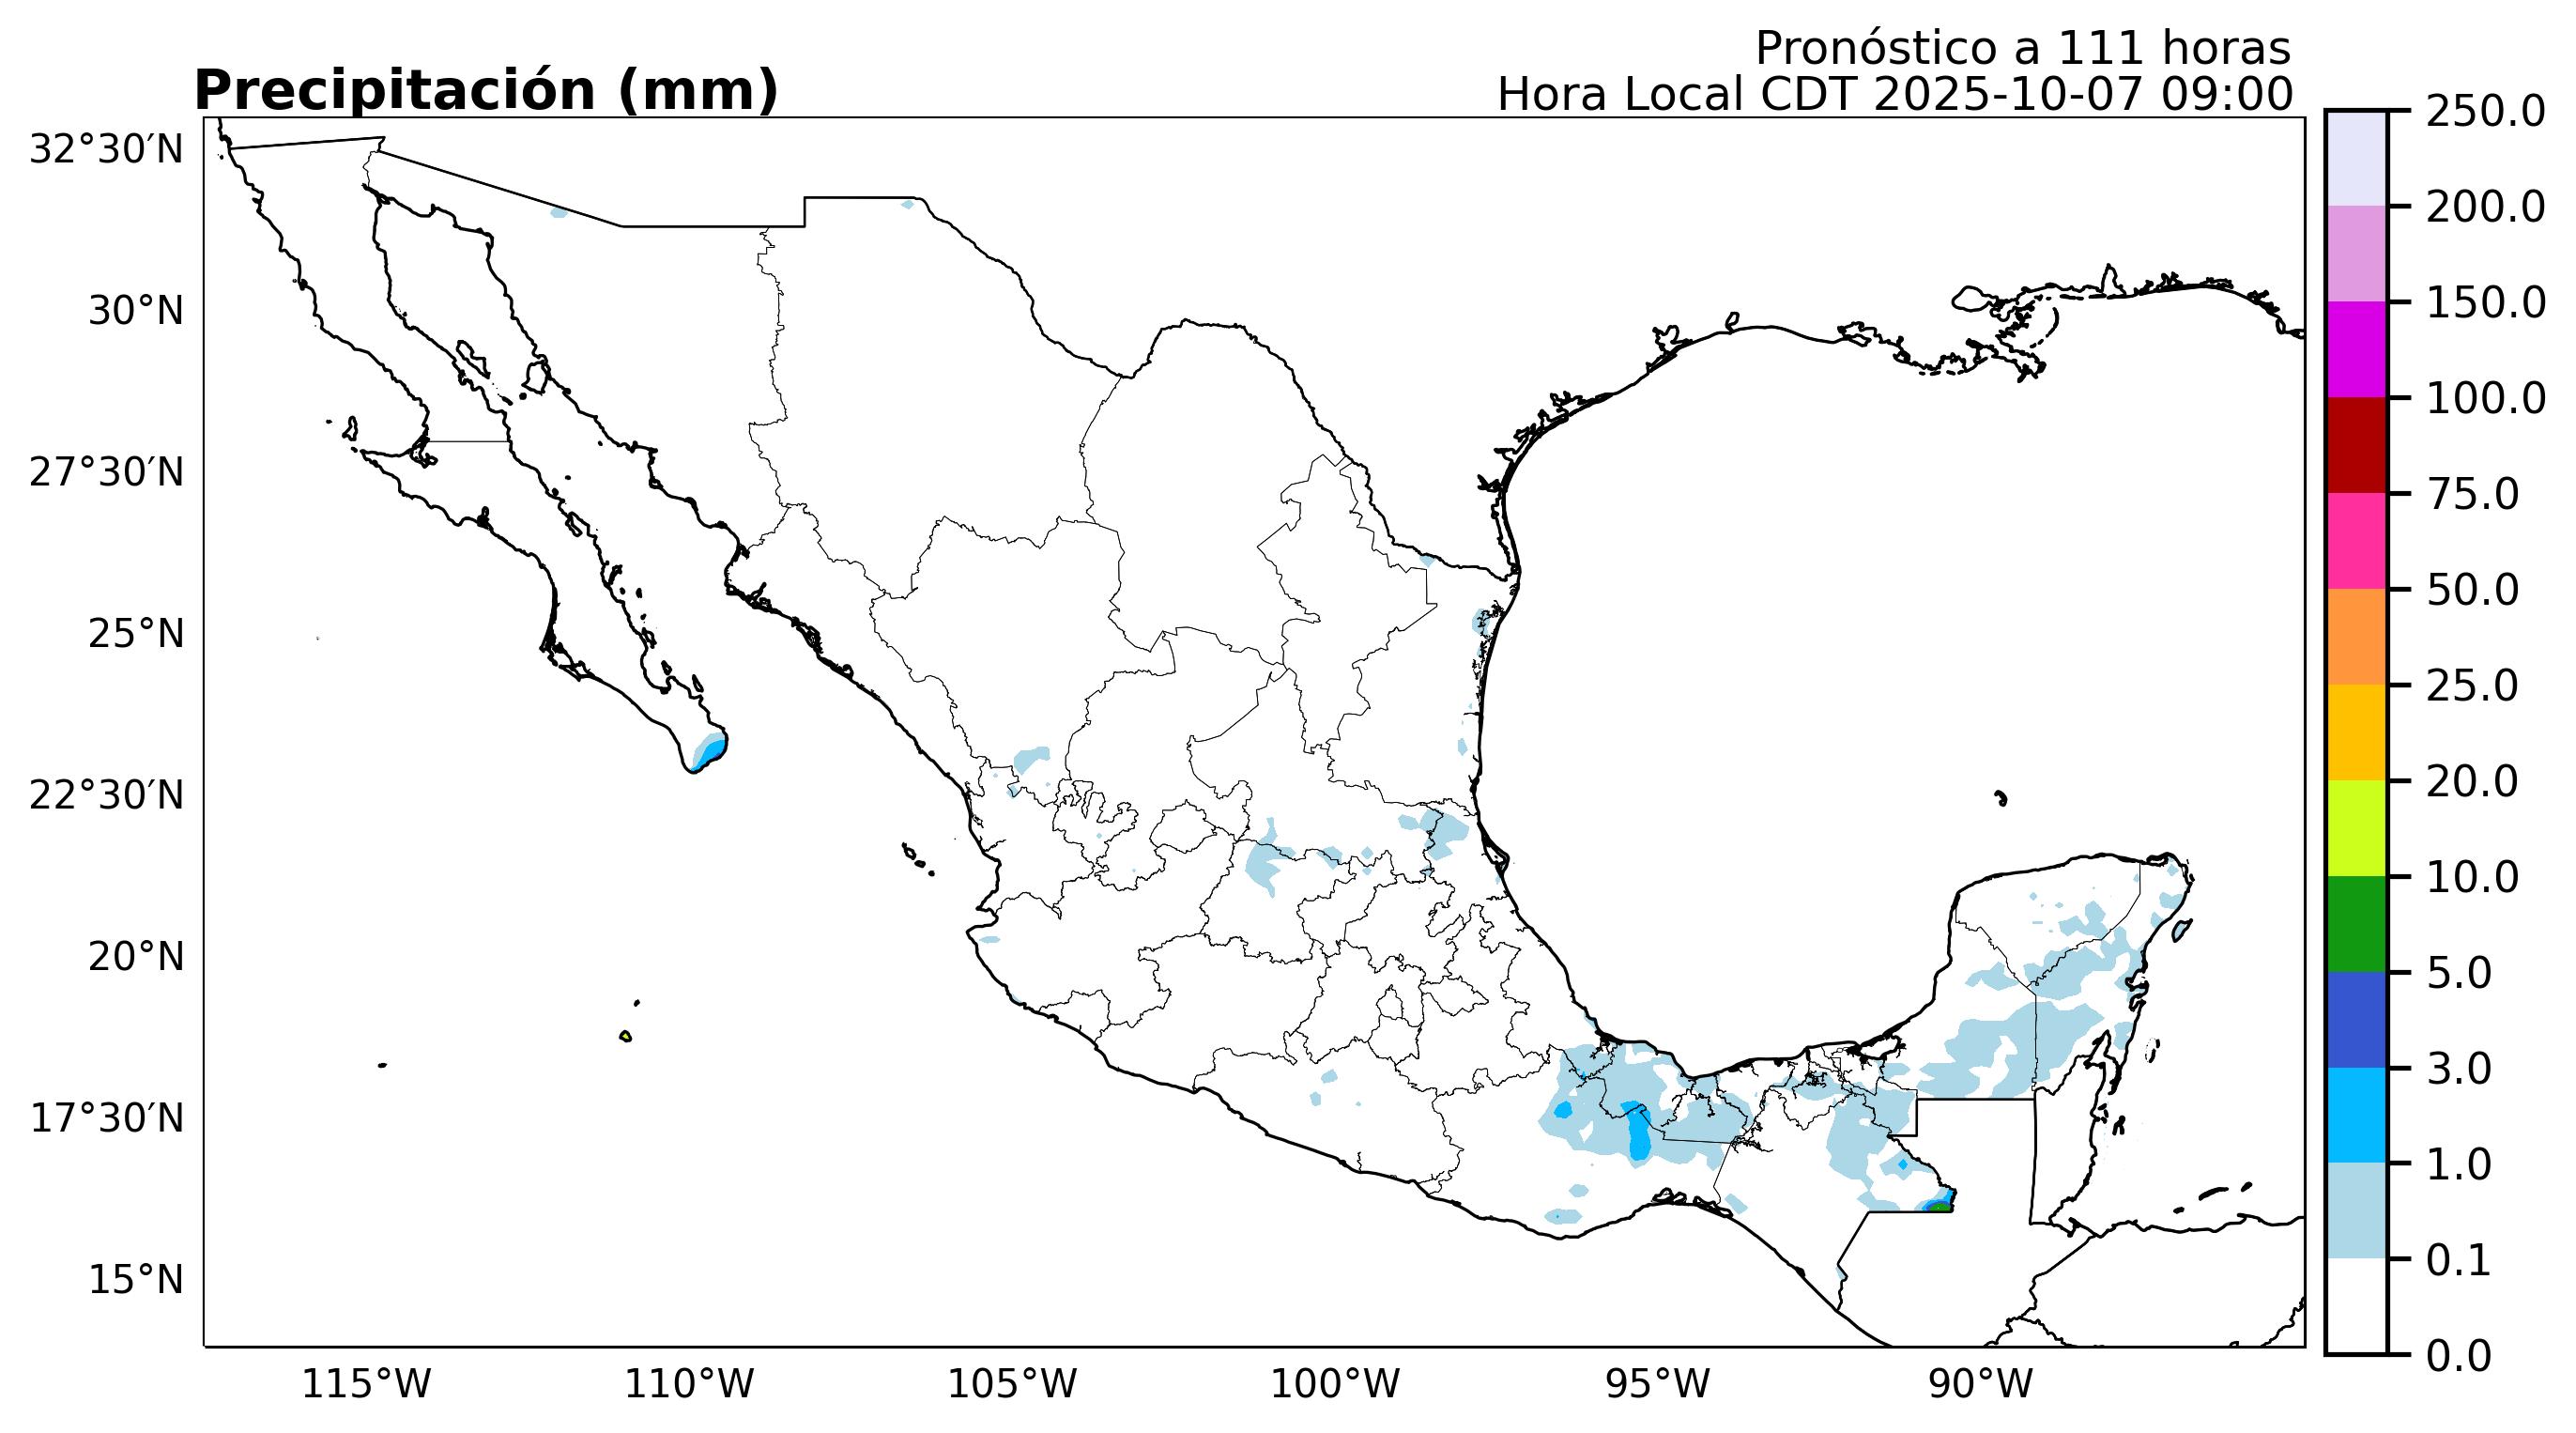 Pronóstico a 111 horas
Precipitación (mm)
Hora Local CDT 2025-10-07 09:00
32°30′N
30°N
27°30′N
25°N
22°30′N
20°N
17°30′N
15°N
115°W
110°W
105°W
100°W
95°W
90°W
250.0
200.0
150.0
100.0
75.0
50.0
25.0
20.0
10.0
5.0
3.0
1.0
0.1
0.0